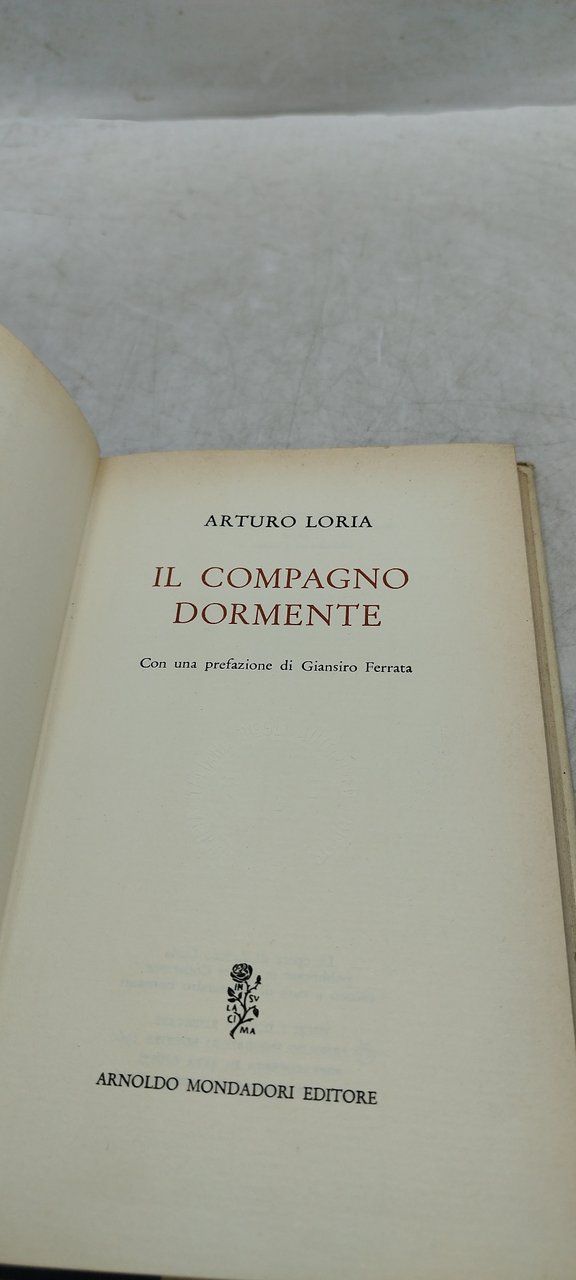 ARTURO LORIA
IL COMPAGNO
DORMENTE
Con una prefazione di Giansiro Ferrata
IN
LA
SU
CI
MA
ARNOLDO MONDADORI EDITORE